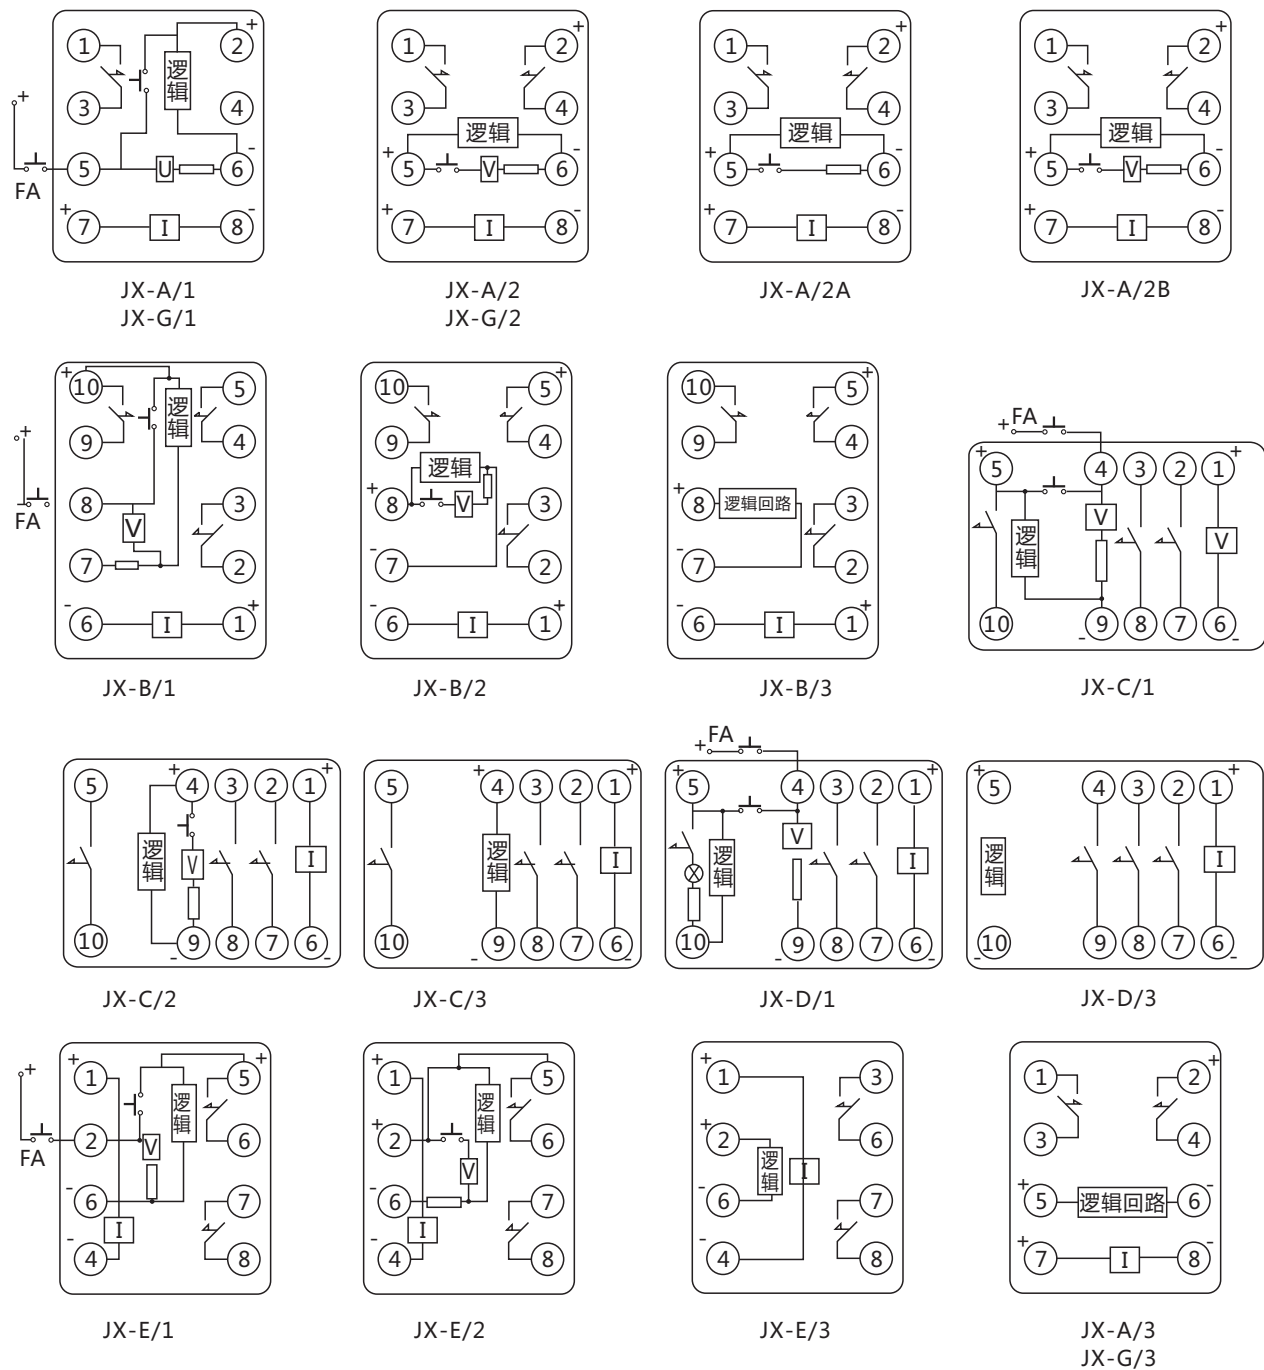 1 2 +
逻辑
3 4
+
5 U 6 -
FA
+ 7 I 8 -
JX-A/1
JX-G/1
1 2 +
3 4
逻辑
+ 5 V 6 -
+ 7 I 8 -
JX-A/2
JX-G/2
1 2 +
3 4
逻辑
+ 5 6 -
+ 7 I 8 -
JX-A/2A
1 2 +
3 4
逻辑
+ 5 V 6 -
+ 7 I 8 -
JX-A/2B
+ 10 5
逻辑
9 4
+
FA
8 3
V
7 2
- 6 I 1 +
JX-B/1
10 5 +
9 4
逻辑
+ 8 V 3
- 7 2
- 6 I 1 +
JX-B/2
10 5 +
9 4
+ 8 逻辑回路 3
- 7 2
- 6 I 1 +
JX-B/3
+ FA
+ 5 4 3 2 1 +
逻辑 V V
10 - 9 8 7 6 -
JX-C/1
5 + 4 3 2 1 +
逻辑 V I
10 - 9 8 7 6 -
JX-C/2
5 + 4 3 2 1 +
逻辑 I
10 - 9 8 7 6 -
JX-C/3
+ FA
+ 5 4 3 2 1 +
逻辑 V I
10 - 9 8 7 6 -
JX-D/1
+ 5 4 3 2 1 +
逻辑 I
- 10 9 8 7 6 -
JX-D/3
+ 1 5 +
逻辑
+
FA
2 V 6
- 6 7
I
- 4 8
JX-E/1
+ 1 5
逻辑
+ 2 6
V
- 6 7
I
- 4 8
JX-E/2
+ 1 3
+ 2 6
逻辑 I
- 6 7
- 4 8
JX-E/3
1 2 +
3 4
+ 5 逻辑回路 6 -
+ 7 I 8 -
JX-A/3
JX-G/3